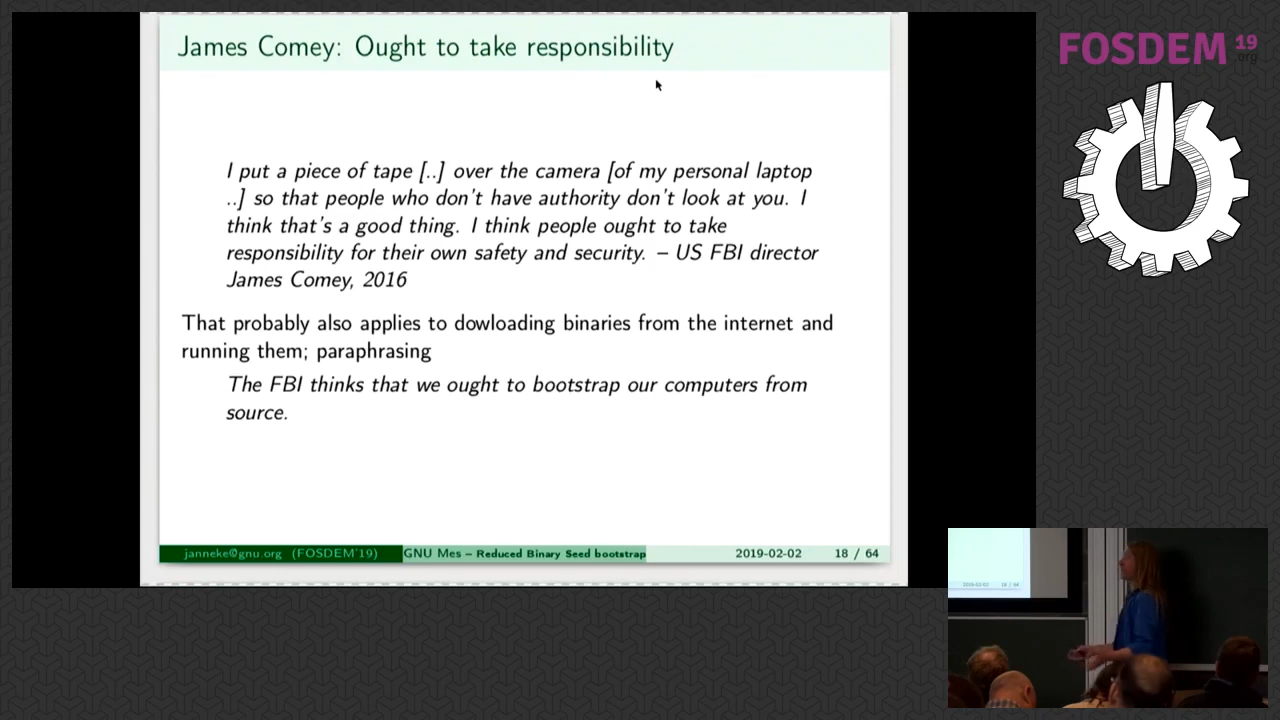 James Comey: Ought to take responsibility
I put a piece of tape [..] over the camera [of my personal laptop
..] so that people who don't have authority don't look at you. I
think that's a good thing. I think people ought to take
responsibility for their own safety and security. – US FBI director
James Comey, 2016
That probably also applies to dowloading binaries from the internet and
running them; paraphrasing
The FBI thinks that we ought to bootstrap our computers from
source.
janneke@gnu.org (FOSDEM'19) GNU Mes – Reduced Binary Seed bootstrap 2019-02-02 18 / 64
FOSDEM 19
.org
2019-02-02 18 / 64